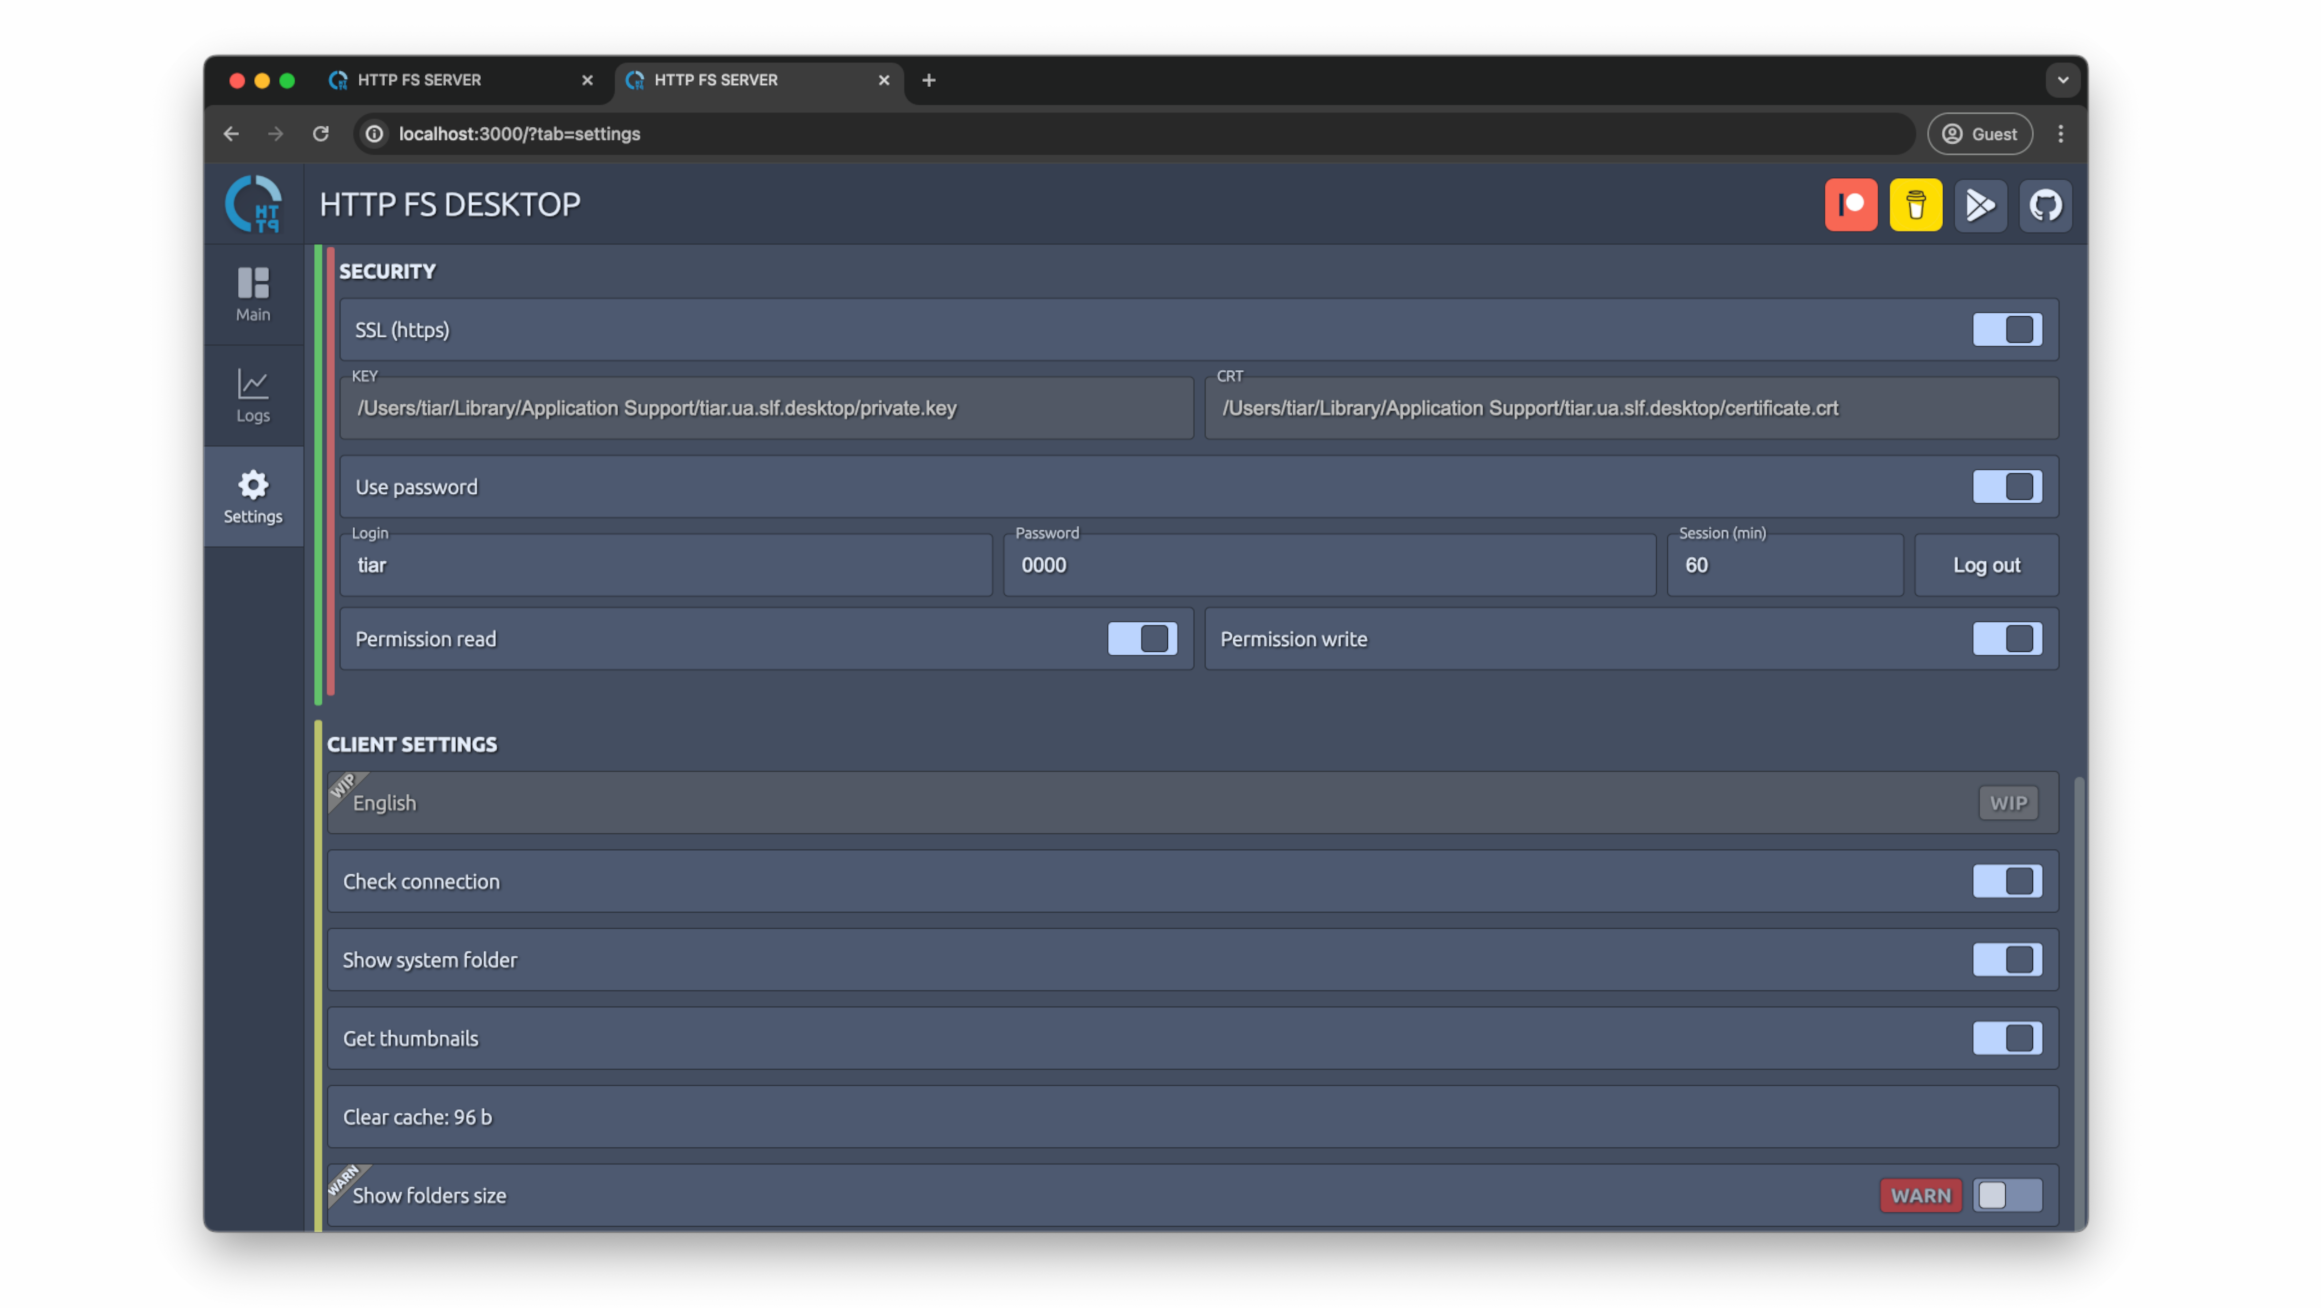 HTTP FS SERVER
HTTP FS SERVER
localhost:3000/?tab=settings
Guest
HTTP
HTTP FS DESKTOP
Main
Logs
Settings
SECURITY
SSL (https)
KEY
/Users/tiar/Library/Application Support/tiar.ua.slf.desktop/private.key
CRT
/Users/tiar/Library/Application Support/tiar.ua.slf.desktop/certificate.crt
Use password
Login
tiar
Password
0000
Session (min)
60
Log out
Permission read
Permission write
CLIENT SETTINGS
WIP
English
WIP
Check connection
Show system folder
Get thumbnails
Clear cache: 96 b
WARN
Show folders size
WARN